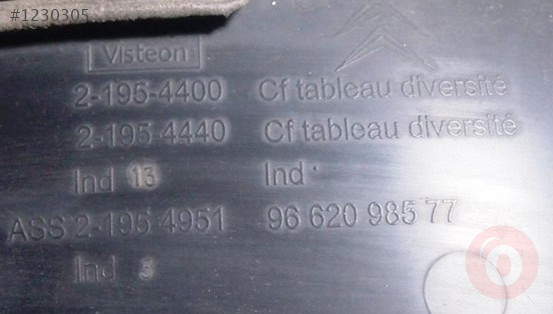 #1230305
Visteon
2-195-4400 Cf tableau diversité
2-195 4440 Cf tableau diversité
Ind 13 Ind
ASS 2-195 4951 96 620 985 77
Ind 3